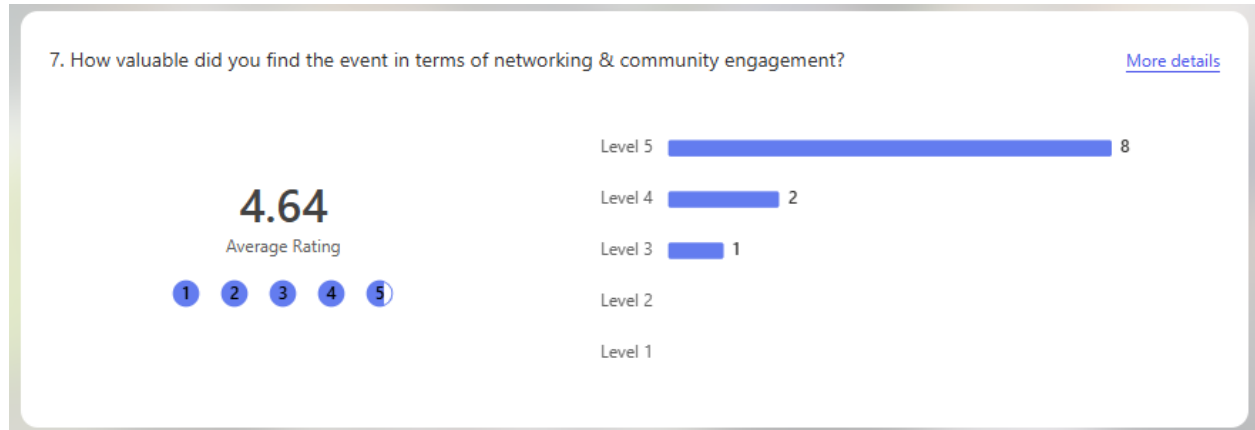 7. How valuable did you find the event in terms of networking & community engagement?
More details
4.64
Average Rating
1 2 3 4 5
Level 5 8
Level 4 2
Level 3 1
Level 2
Level 1